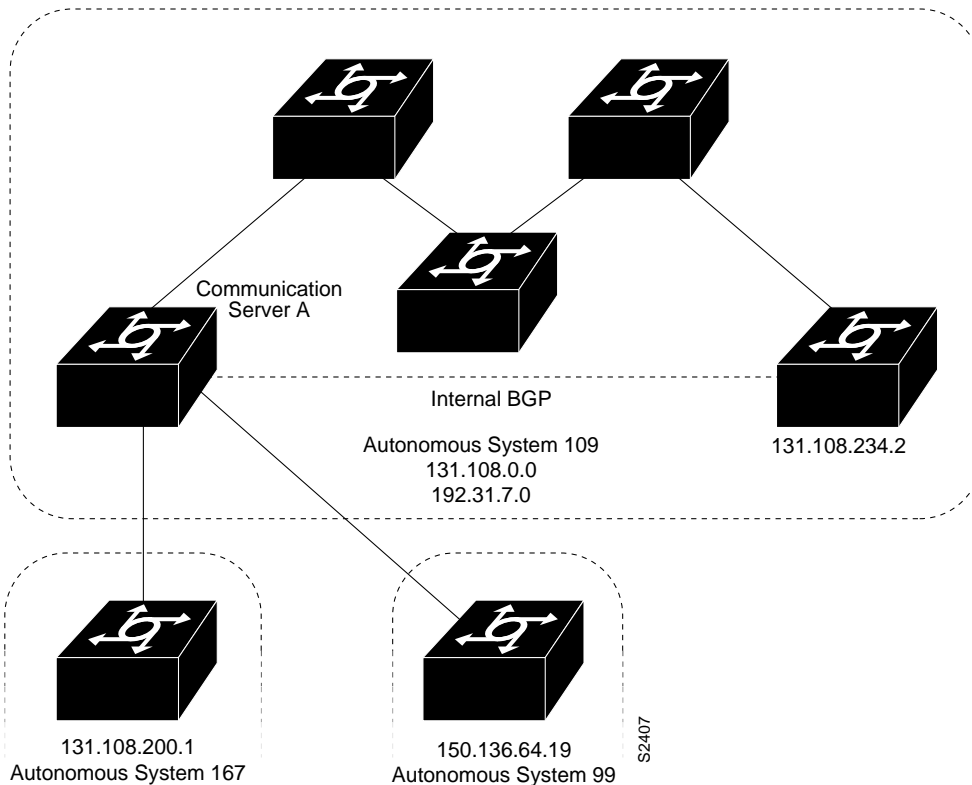 Communication
Server A
Internal BGP
Autonomous System 109
131.108.0.0
192.31.7.0
131.108.234.2
131.108.200.1
Autonomous System 167
150.136.64.19
Autonomous System 99
S2407